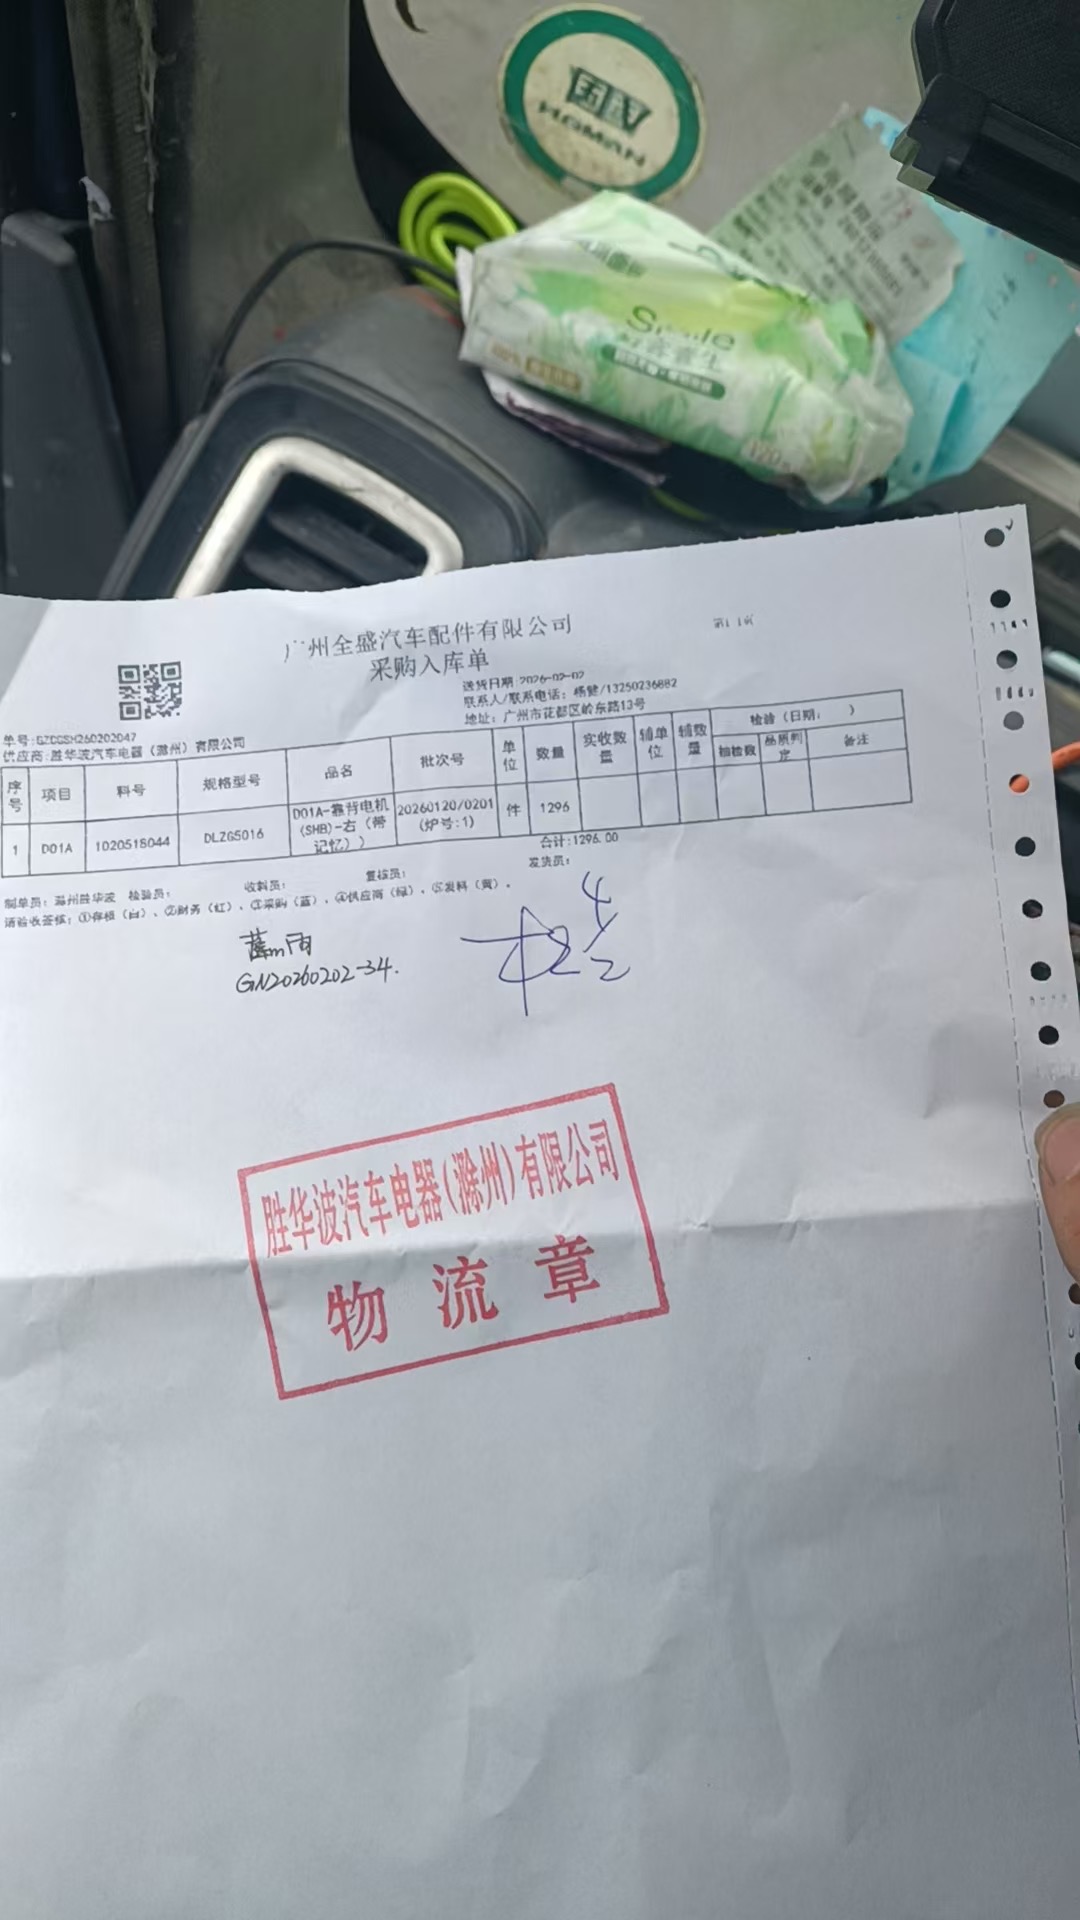 HOMAN
Smile
广州全盛汽车配件有限公司
采购入库单
第1 1页
送货日期:2026-02-02
联系人/联系电话: 杨健/13250236882
地址: 广州市花都区岭东路13号
单号:GZCGSH260202047
供应商:胜华波汽车电器（滁州）有限公司
序号 项目 料号 规格型号 品名 批次号 单位 数量 实收数量 辅单位 辅数量 检验（日期: ） 抽检数 品质判定 备注
1 D01A 1020518044 DLZG5016 D01A-靠背电机(SHB)-右（带记忆）） 20260120/0201(炉号:1) 件 1296
合计:1296.00
制单员: 滁州胜华波 检验员: 收料员: 复核员: 发货员:
请验收签核: ①存根（白）、②财务（红）、③采购（蓝）、④供应商（绿）、⑤发料（黄）。
GN20260202-34.
胜华波汽车电器(滁州)有限公司
物流章